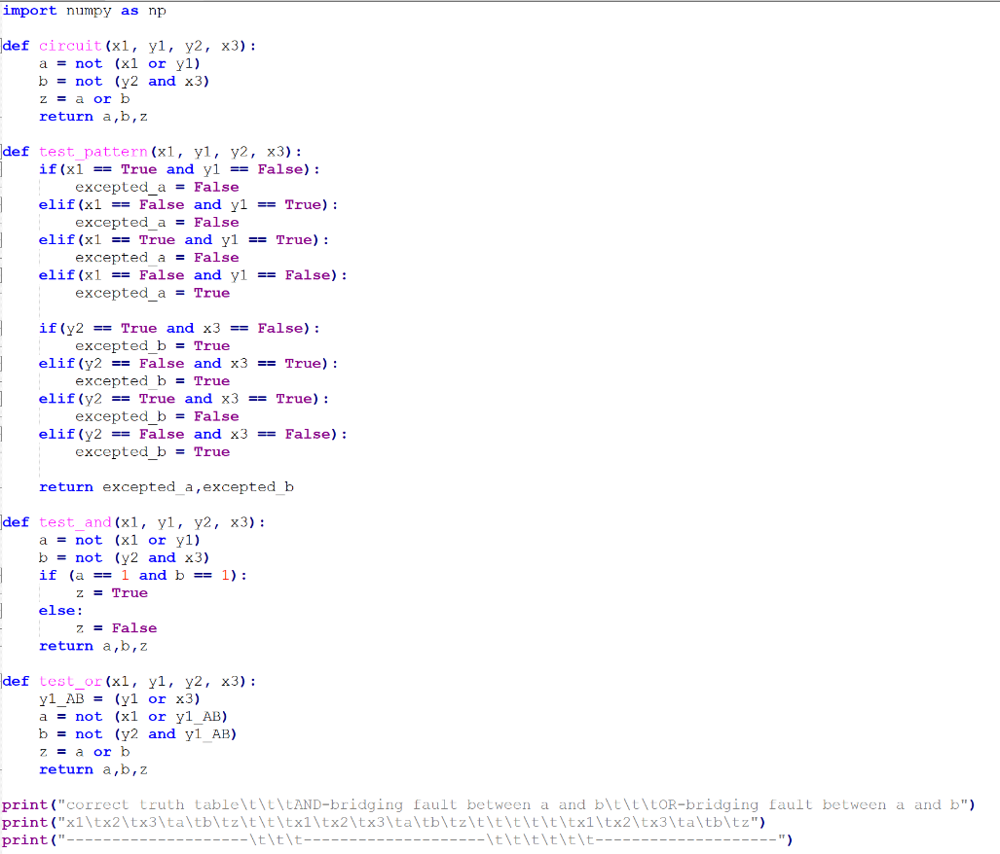 import numpy as np
def circuit(x1, y1, y2, x3):
    a = not (x1 or y1)
    b = not (y2 and x3)
    z = a or b
    return a,b,z
def test_pattern(x1, y1, y2, x3):
    if(x1 == True and y1 == False):
        excepted_a = False
    elif(x1 == False and y1 == True):
        excepted_a = False
    elif(x1 == True and y1 == True):
        excepted_a = False
    elif(x1 == False and y1 == False):
        excepted_a = True
    if(y2 == True and x3 == False):
        excepted_b = True
    elif(y2 == False and x3 == True):
        excepted_b = True
    elif(y2 == True and x3 == True):
        excepted_b = False
    elif(y2 == False and x3 == False):
        excepted_b = True
    return excepted_a,excepted_b
def test_and(x1, y1, y2, x3):
    a = not (x1 or y1)
    b = not (y2 and x3)
    if (a == 1 and b == 1):
        z = True
    else:
        z = False
    return a,b,z
def test_or(x1, y1, y2, x3):
    y1_AB = (y1 or x3)
    a = not (x1 or y1_AB)
    b = not (y2 and y1_AB)
    z = a or b
    return a,b,z
print("correct truth table\t\t\tAND-bridging fault between a and b\t\t\tOR-bridging fault between a and b")
print("x1\tx2\tx3\ta\tb\tz\t\t\tx1\tx2\tx3\ta\tb\tz\t\t\t\t\t\tx1\tx2\tx3\ta\tb\tz")
print("--------------------\t\t\t--------------------\t\t\t\t\t\t--------------------")